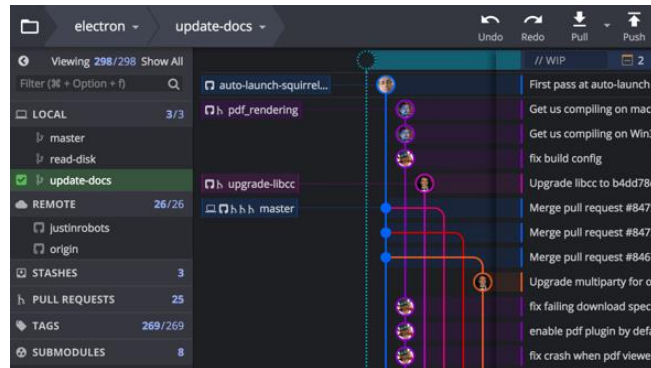 electron update-docs Undo Redo Pull Push
Viewing 298/298 Show All
Filter (⌘ + Option + f)
LOCAL 3/3
master
read-disk
update-docs
REMOTE 26/26
justinrobots
origin
STASHES 3
PULL REQUESTS 25
TAGS 269/269
SUBMODULES 8
auto-launch-squirrel...
pdf_rendering
upgrade-libcc
master
// WIP 2
First pass at auto-launch
Get us compiling on mac
Get us compiling on Win
fix build config
Upgrade libcc to b4dd78
Merge pull request #847
Merge pull request #847
Merge pull request #846
Upgrade multiparty for o
fix failing download spec
enable pdf plugin by defa
fix crash when pdf viewe